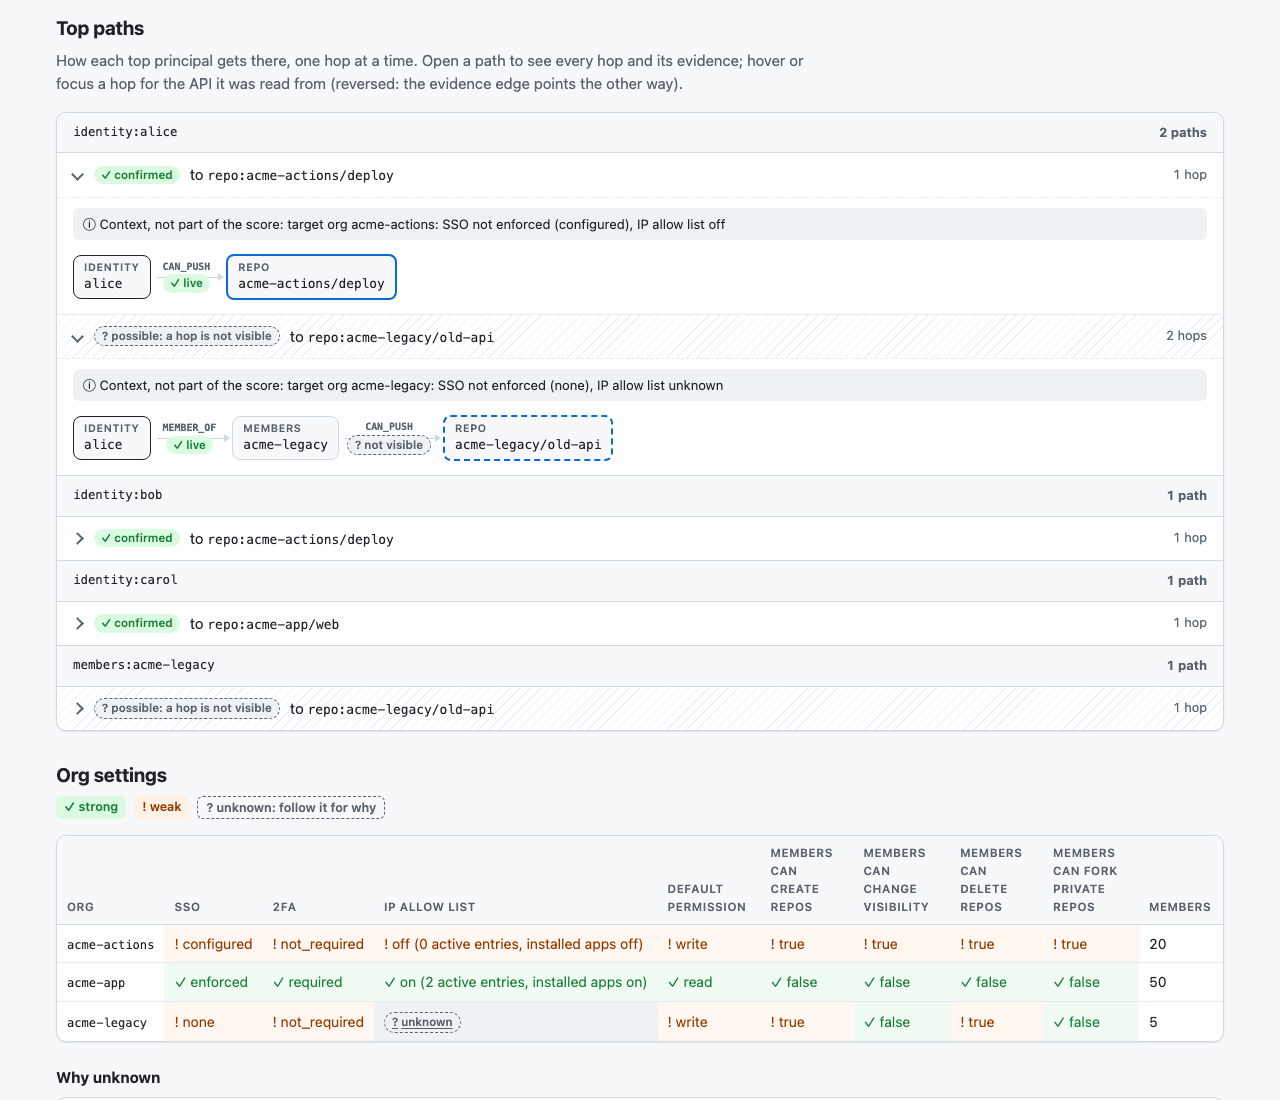 Top paths
How each top principal gets there, one hop at a time. Open a path to see every hop and its evidence; hover or
focus a hop for the API it was read from (reversed: the evidence edge points the other way).
identity:alice 2 paths
✓ confirmed to repo:acme-actions/deploy 1 hop
ⓘ Context, not part of the score: target org acme-actions: SSO not enforced (configured), IP allow list off
IDENTITY CAN_PUSH REPO
alice ✓ live acme-actions/deploy
? possible: a hop is not visible to repo:acme-legacy/old-api 2 hops
ⓘ Context, not part of the score: target org acme-legacy: SSO not enforced (none), IP allow list unknown
IDENTITY MEMBER_OF MEMBERS CAN_PUSH REPO
alice ✓ live acme-legacy ? not visible acme-legacy/old-api
identity:bob 1 path
✓ confirmed to repo:acme-actions/deploy 1 hop
identity:carol 1 path
✓ confirmed to repo:acme-app/web 1 hop
members:acme-legacy 1 path
? possible: a hop is not visible to repo:acme-legacy/old-api 1 hop
Org settings
✓ strong ! weak ? unknown: follow it for why
ORG SSO 2FA IP ALLOW LIST DEFAULT PERMISSION MEMBERS CAN CREATE REPOS MEMBERS CAN CHANGE VISIBILITY MEMBERS CAN DELETE REPOS MEMBERS CAN FORK PRIVATE REPOS MEMBERS
acme-actions ! configured ! not_required ! off (0 active entries, installed apps off) ! write ! true ! true ! true ! true 20
acme-app ✓ enforced ✓ required ✓ on (2 active entries, installed apps on) ✓ read ✓ false ✓ false ✓ false ✓ false 50
acme-legacy ! none ! not_required ? unknown ! write ! true ✓ false ! true ✓ false 5
Why unknown